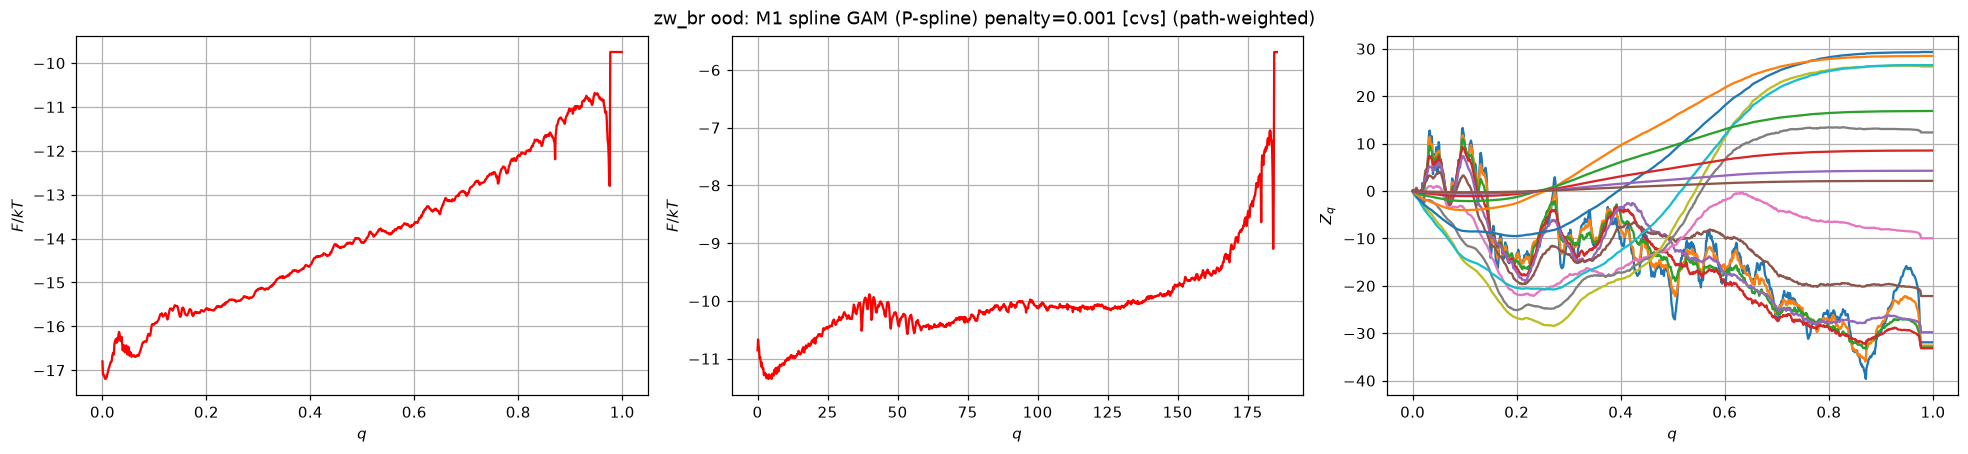 zw_br ood: M1 spline GAM (P-spline) penalty=0.001 [cvs] (path-weighted)
F/kT
−10
−11
−12
−13
−14
−15
−16
−17
0.0 0.2 0.4 0.6 0.8 1.0
q
F/kT
−6
−7
−8
−9
−10
−11
0 25 50 75 100 125 150 175
q
Z_q
30
20
10
0
−10
−20
−30
−40
0.0 0.2 0.4 0.6 0.8 1.0
q